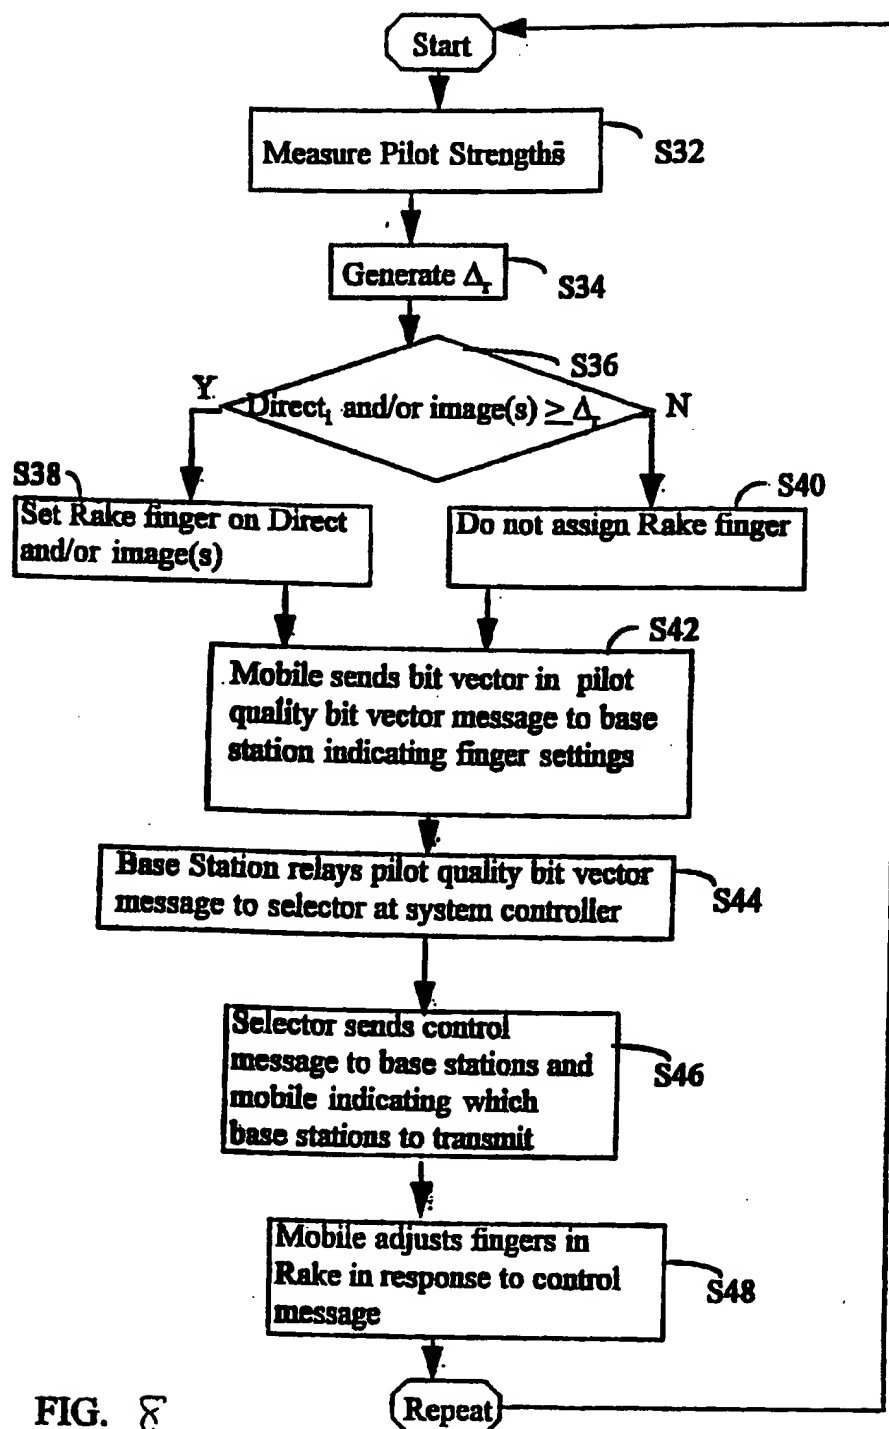 Start
Measure Pilot Strengths
S32
Generate Δr
S34
S36
Y
Direct1 and/or image(s) ≥ Δr
N
S38
S40
Set Rake finger on Direct
and/or image(s)
Do not assign Rake finger
S42
Mobile sends bit vector in pilot
quality bit vector message to base
station indicating finger settings
Base Station relays pilot quality bit vector
message to selector at system controller
S44
Selector sends control
message to base stations and
mobile indicating which
base stations to transmit
S46
Mobile adjusts fingers in
Rake in response to control
message
S48
Repeat
FIG. 8